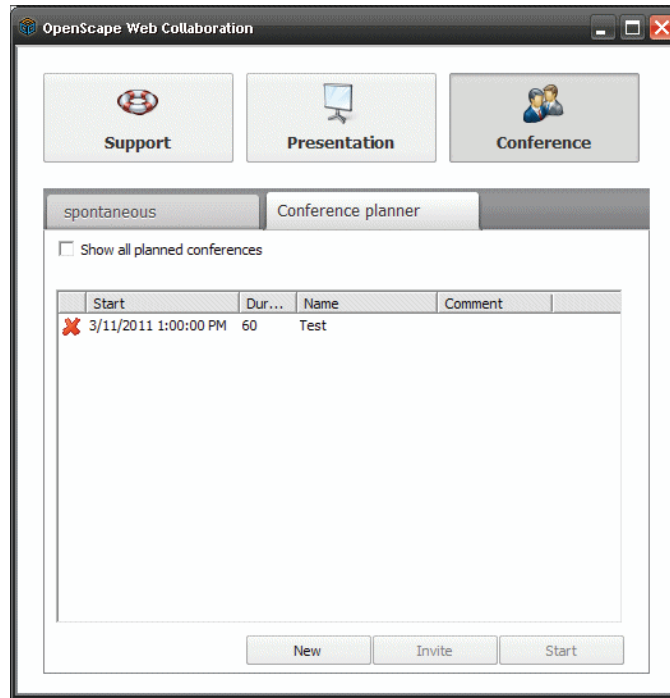 OpenScape Web Collaboration
Support Presentation Conference
spontaneous Conference planner
Show all planned conferences
Start Dur... Name Comment
3/11/2011 1:00:00 PM 60 Test
New Invite Start